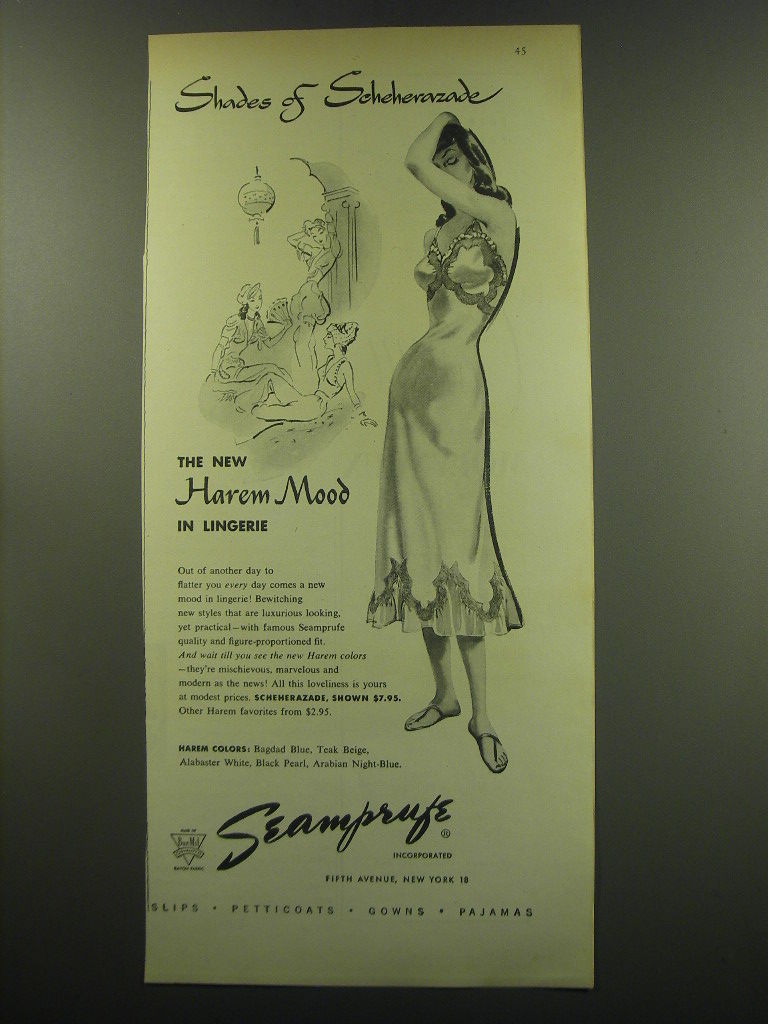 45
Shades of Scheherazade
THE NEW
Harem Mood
IN LINGERIE
Out of another day to
flatter you every day comes a new
mood in lingerie! Bewitching
new styles that are luxurious looking,
yet practical—with famous Seamprufe
quality and figure-proportioned fit.
And wait till you see the new Harem colors
—they're mischievous, marvelous and
modern as the news! All this loveliness is yours
at modest prices. SCHEHERAZADE, SHOWN $7.95.
Other Harem favorites from $2.95.
HAREM COLORS: Bagdad Blue, Teak Beige,
Alabaster White, Black Pearl, Arabian Night-Blue.
MADE OF
RAYON FABRIC
Seamprufe ®
INCORPORATED
FIFTH AVENUE, NEW YORK 18
SLIPS • PETTICOATS • GOWNS • PAJAMAS